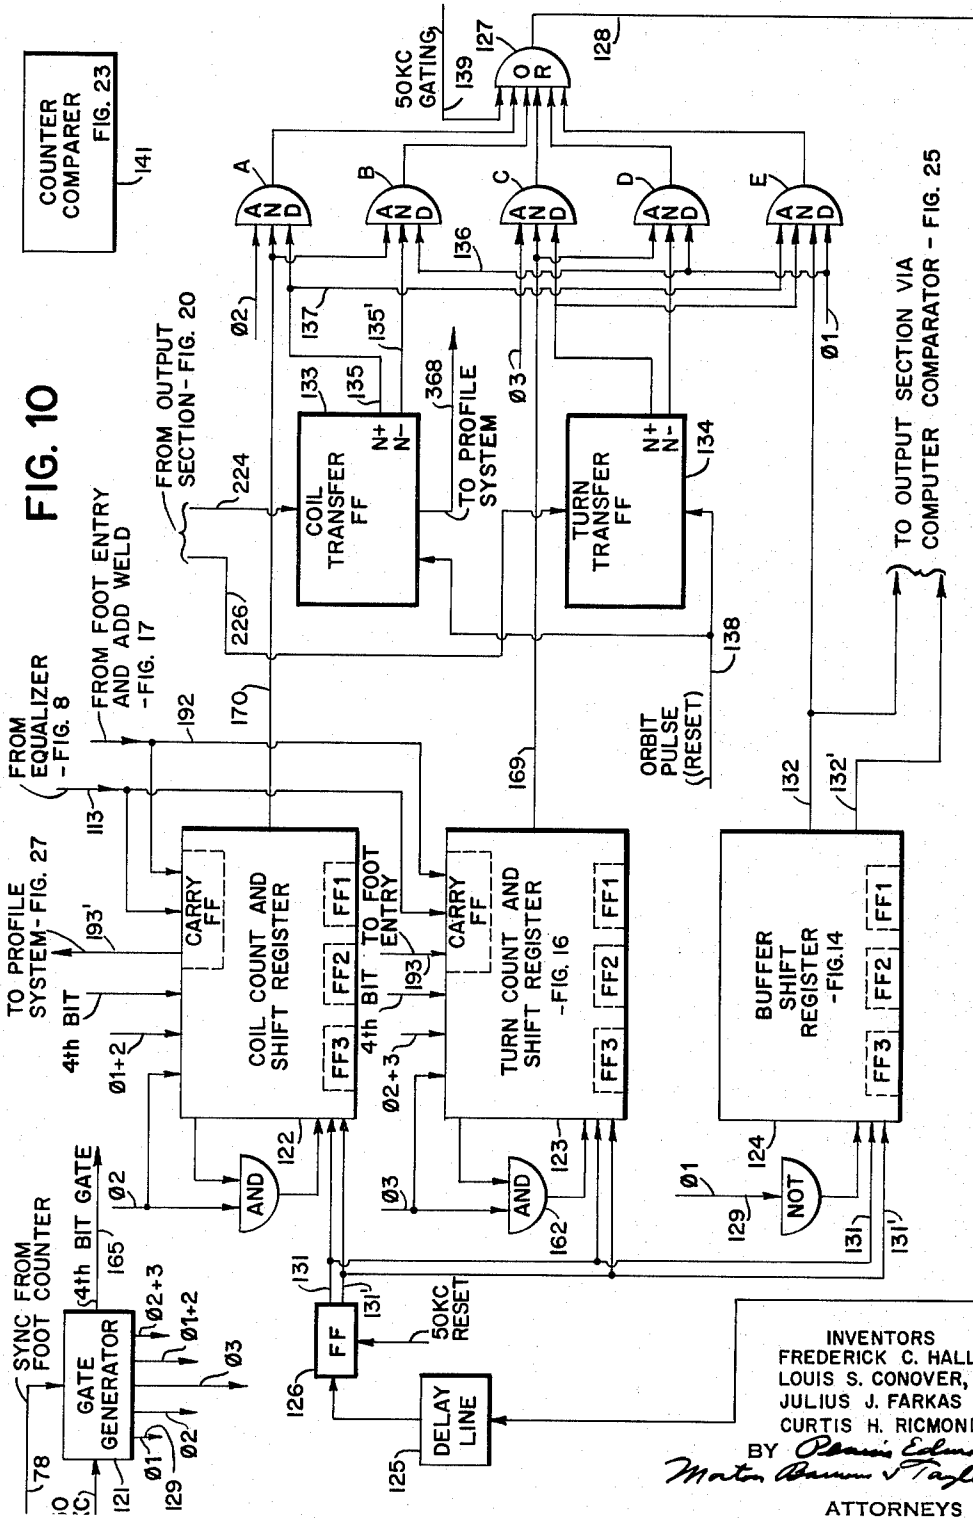 FIG. 10
COUNTER
COMPARER
FIG. 23
141
50KC
GATING
139
127
128
OR
A
AND
B
AND
C
AND
D
AND
E
AND
Ø2
137
136
135'
135
133
N+
N-
COIL
TRANSFER
FF
368
TO PROFILE
SYSTEM
Ø3
Ø1
FROM OUTPUT
SECTION-FIG. 20
224
226
TURN
TRANSFER
FF
N+
N-
134
138
ORBIT
PULSE
(RESET)
TO OUTPUT SECTION VIA
COMPUTER COMPARATOR - FIG. 25
FROM FOOT ENTRY
AND ADD WELD
-FIG. 17
192
FROM
EQUALIZER
-FIG. 8
113
170
169
132
132'
TO PROFILE
SYSTEM-FIG. 27
193'
4th BIT
Ø1+2
CARRY
FF
COIL COUNT AND
SHIFT REGISTER
FF3
FF2
FF1
122
Ø2
AND
TO FOOT
ENTRY
193
4th BIT
Ø2+3
CARRY
FF
TURN COUNT AND
SHIFT REGISTER
-FIG. 16
FF3
FF2
FF1
123
Ø3
AND
162
BUFFER
SHIFT
REGISTER
-FIG.14
FF3
FF2
FF1
124
Ø1
129
NOT
131
131'
SYNC FROM
FOOT COUNTER
78
4th BIT GATE
165
GATE
GENERATOR
121
Ø2+3
Ø1+2
Ø3
Ø2
Ø1
129
131
131'
FF
126
50KC
RESET
DELAY
LINE
125
INVENTORS
FREDERICK C. HALL
LOUIS S. CONOVER,
JULIUS J. FARKAS
CURTIS H. RICMOND
BY
ATTORNEYS